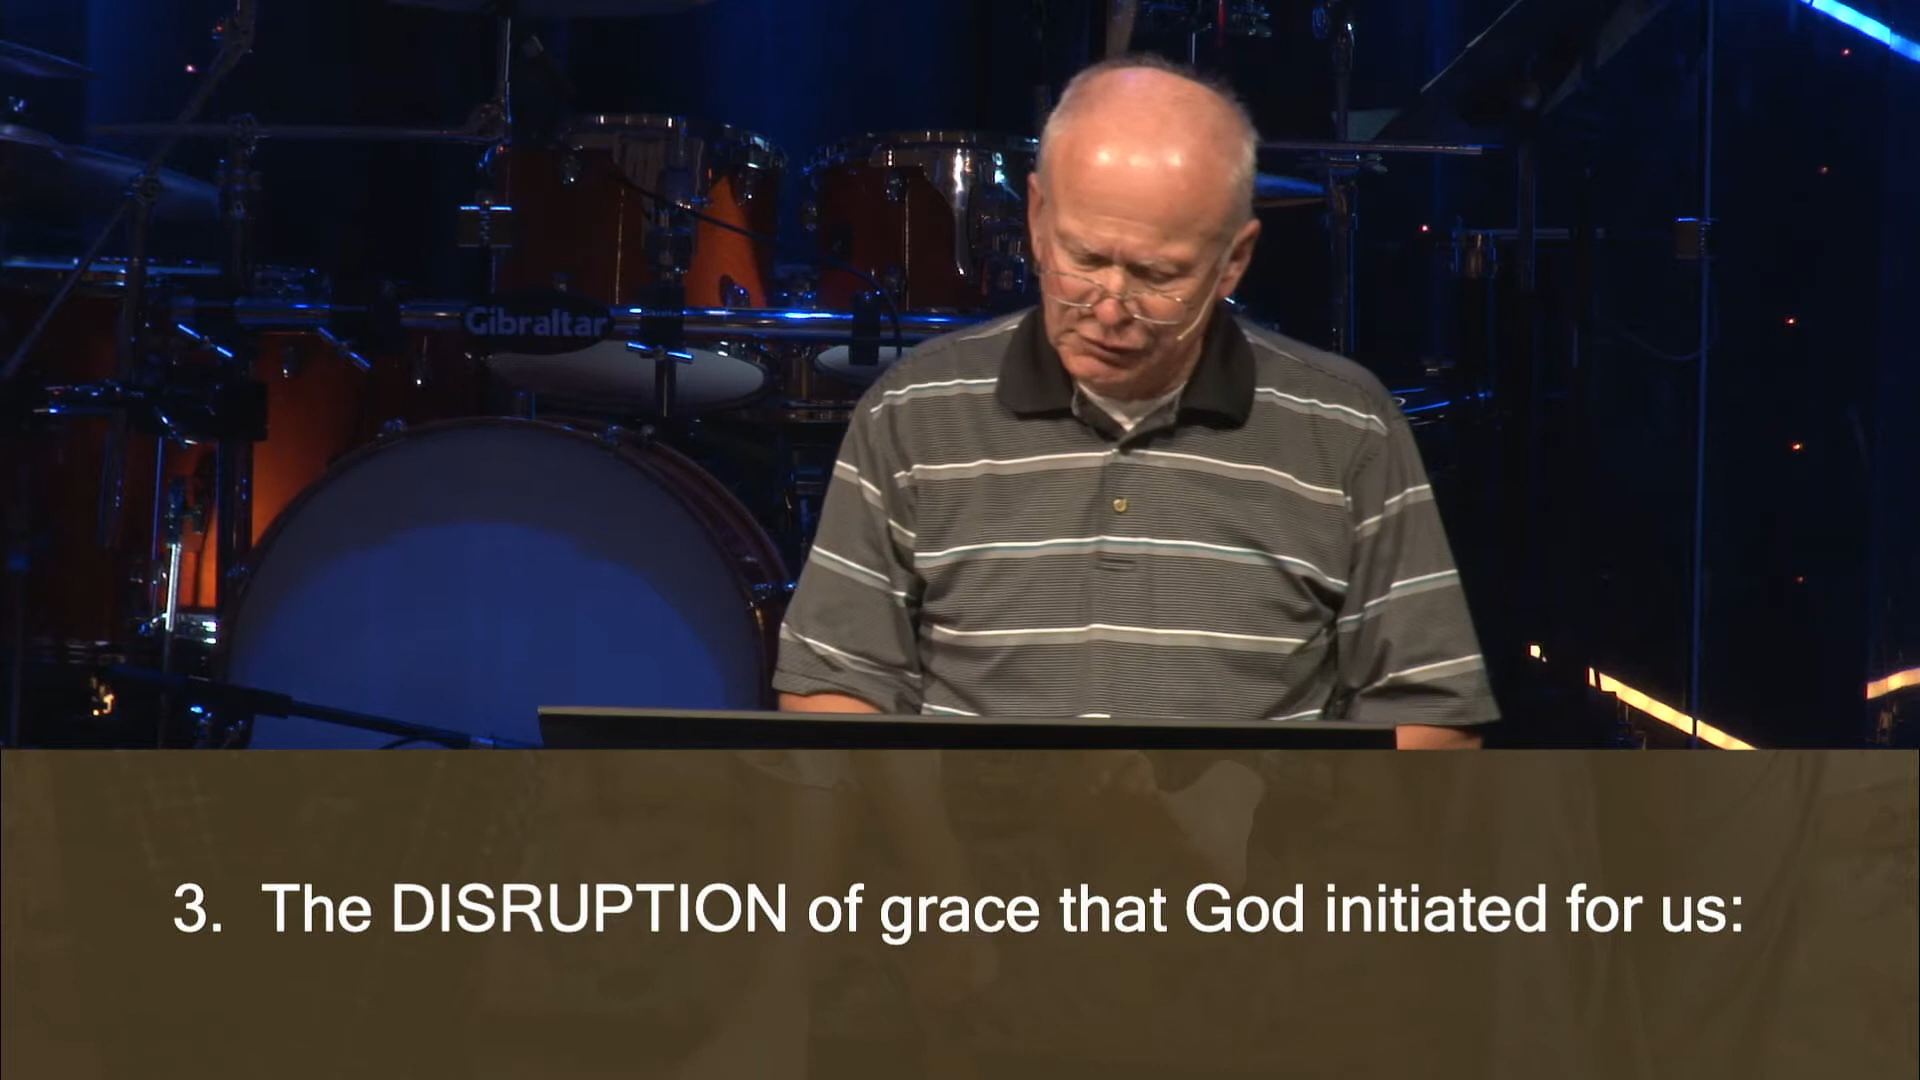 Gibraltar
3. The DISRUPTION of grace that God initiated for us: